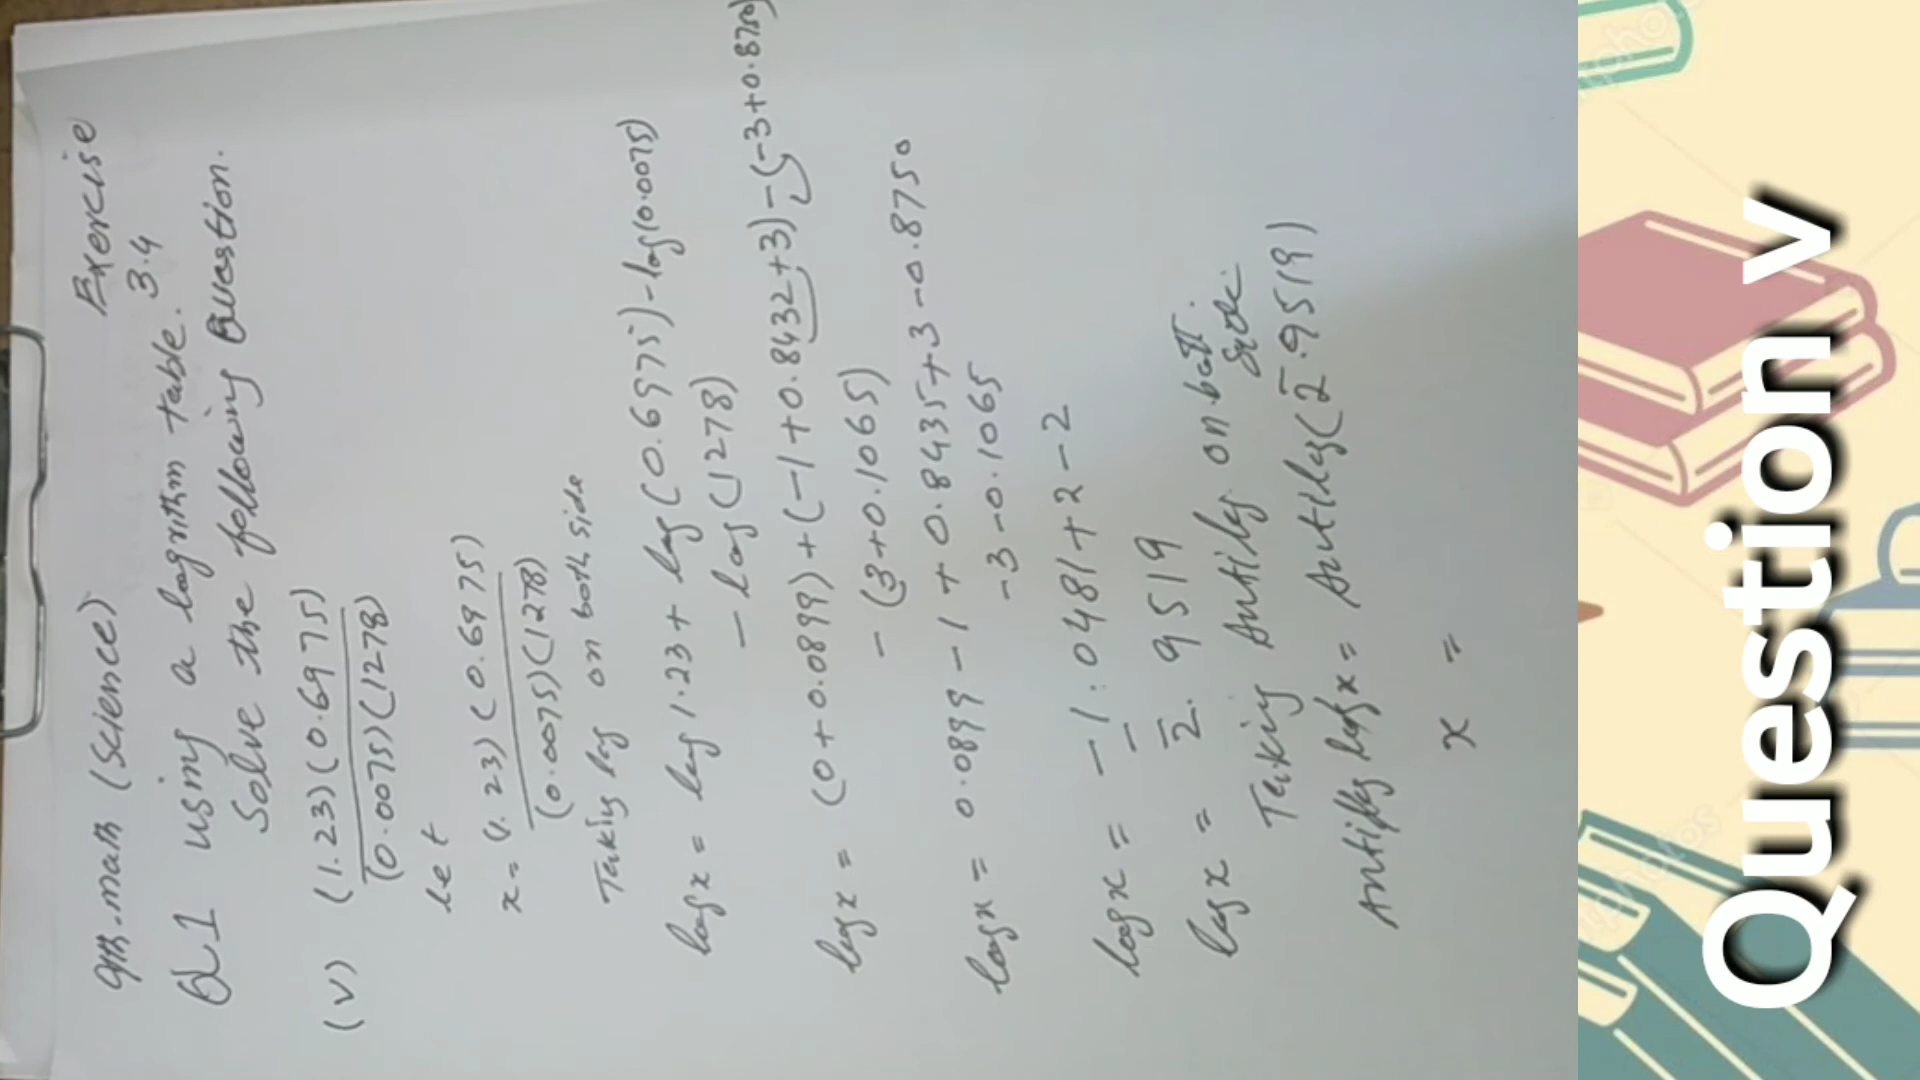 9th-math (Science) Exercise
3.4
Q1 using a logrithm table.
Solve the following Question.
(v) (1.23)(0.6975)
(0.0075)(1278)
let
x = (1.23)(0.6975)
(0.0075)(1278)
Taking log on both side
log x = log 1.23 + log(0.6975) - log(0.0075)
- log(1278)
log x = (0+0.0899)+(-1+0.8432+3)-(-3+0.8750)
- (3+0.1065)
log x = 0.0899 - 1 + 0.8435 + 3 - 0.8750
- 3 - 0.1065
log x = -1.0481 + 2 - 2
log x = 2̅.9519
Taking Antilog on both
Side.
Antilog log x = Antilog(2̅.9519)
x =
Question v